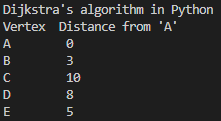 Dijkstra's algorithm in Python
Vertex  Distance from 'A'
A        0
B        3
C        10
D        8
E        5